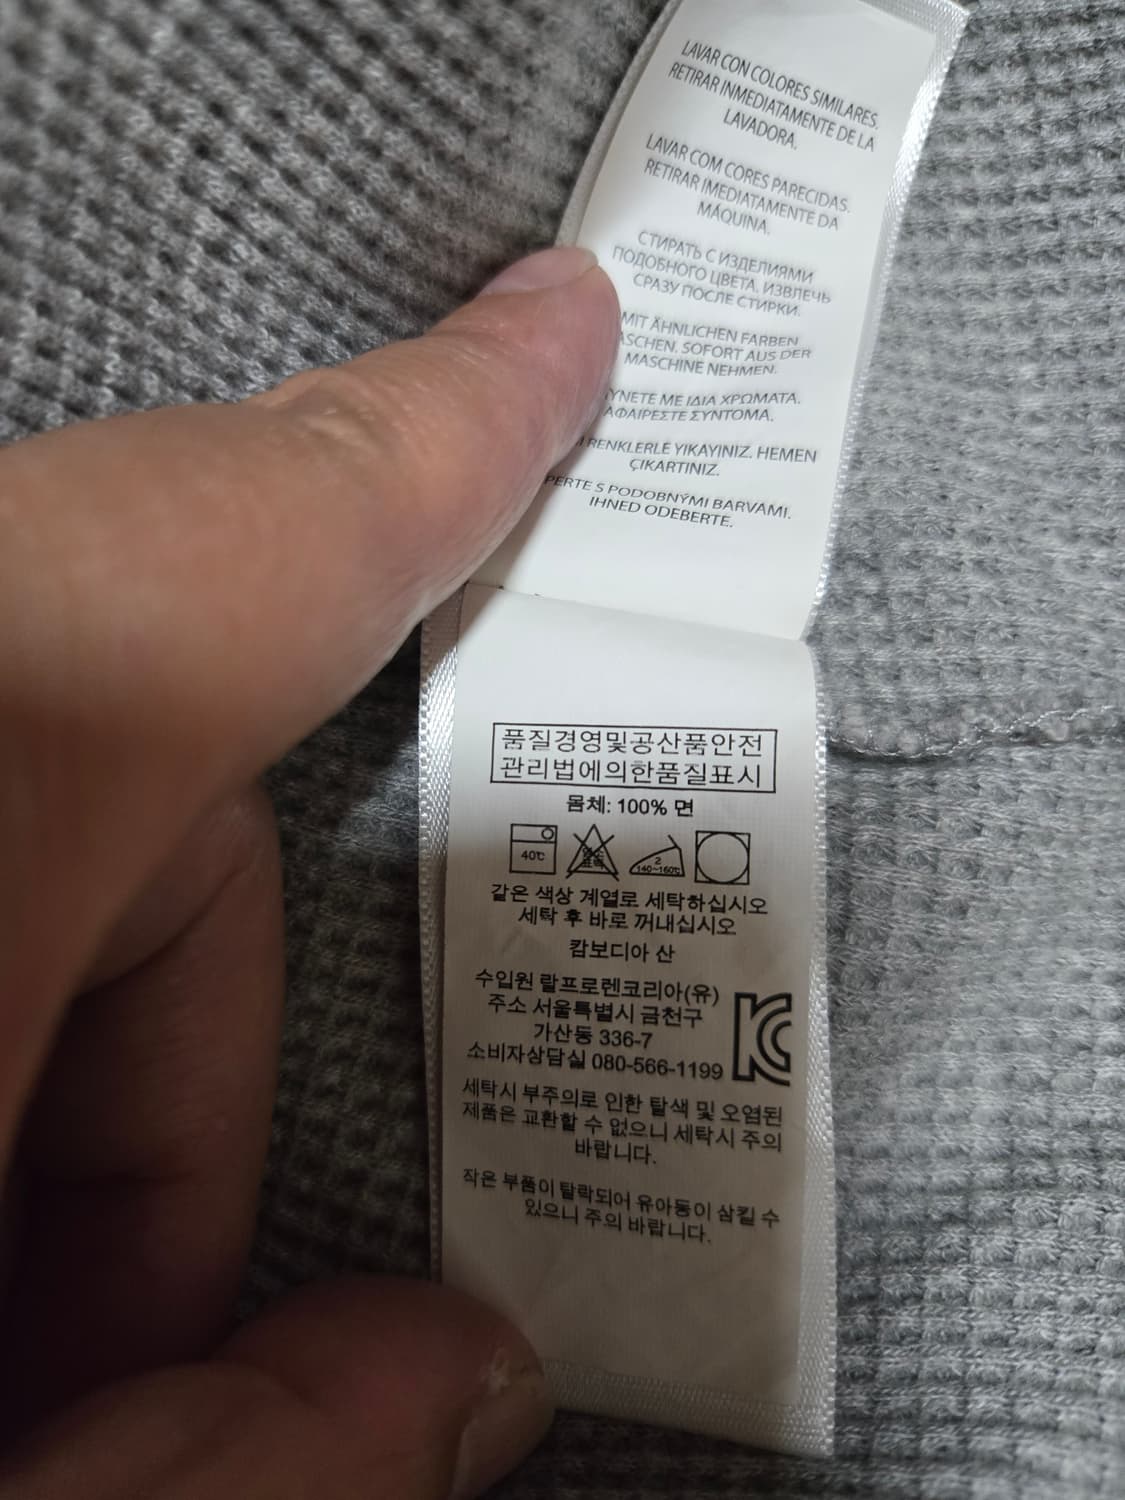 LAVAR CON COLORES SIMILARES.
RETIRAR INMEDIATAMENTE DE LA
LAVADORA.
LAVAR COM CORES PARECIDAS.
RETIRAR IMEDIATAMENTE DA
MÁQUINA.
СТИРАТЬ С ИЗДЕЛИЯМИ
ПОДОБНОГО ЦВЕТА. ИЗВЛЕЧЬ
СРАЗУ ПОСЛЕ СТИРКИ.
MIT ÄHNLICHEN FARBEN
ASCHEN. SOFORT AUS DER
MASCHINE NEHMEN.
ΥΝΕΤΕ ΜΕ ΙΔΙΑ ΧΡΩΜΑΤΑ.
ΑΦΑΙΡΕΣΤΕ ΣΥΝΤΟΜΑ.
RENKLERLE YIKAYINIZ. HEMEN
ÇIKARTINIZ.
PERTE S PODOBNÝMI BARVAMI.
IHNED ODEBERTE.
품질경영및공산품안전
관리법에의한품질표시
몸체: 100% 면
40℃ 염소 표백 2 140~160℃
같은 색상 계열로 세탁하십시오
세탁 후 바로 꺼내십시오
캄보디아 산
수입원 랄프로렌코리아(유)
주소 서울특별시 금천구
가산동 336-7
소비자상담실 080-566-1199
KC
세탁시 부주의로 인한 탈색 및 오염된
제품은 교환할 수 없으니 세탁시 주의
바랍니다.
작은 부품이 탈락되어 유아동이 삼킬 수
있으니 주의 바랍니다.